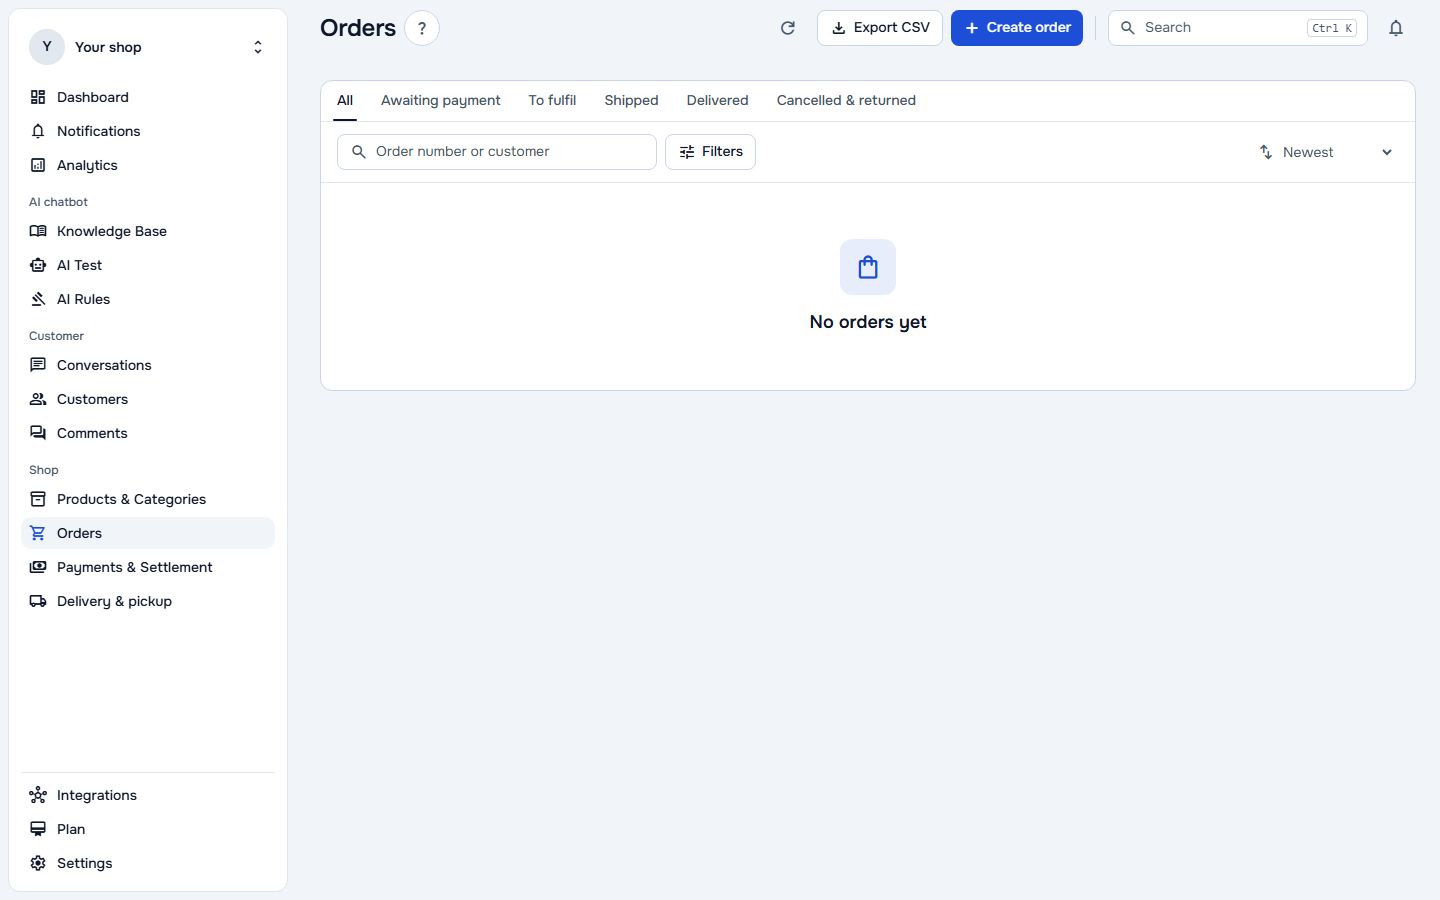 Y
Your shop
Dashboard
Notifications
Analytics
AI chatbot
Knowledge Base
AI Test
AI Rules
Customer
Conversations
Customers
Comments
Shop
Products & Categories
Orders
Payments & Settlement
Delivery & pickup
Integrations
Plan
Settings
Orders ?
Export CSV
Create order
Search Ctrl K
All Awaiting payment To fulfil Shipped Delivered Cancelled & returned
Order number or customer Filters Newest
No orders yet